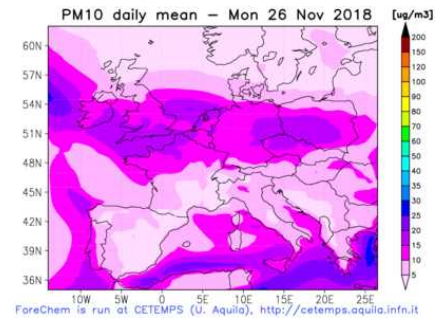 PM10 daily mean – Mon 26 Nov 2018 [ug/m3]
60N
57N
54N
51N
48N
45N
42N
39N
36N
10W 5W 0 5E 10E 15E 20E 25E
200
150
120
100
90
80
70
60
50
40
35
30
25
20
15
10
5
ForeChem is run at CETEMPS (U. Aquila), http://cetemps.aquila.infn.it